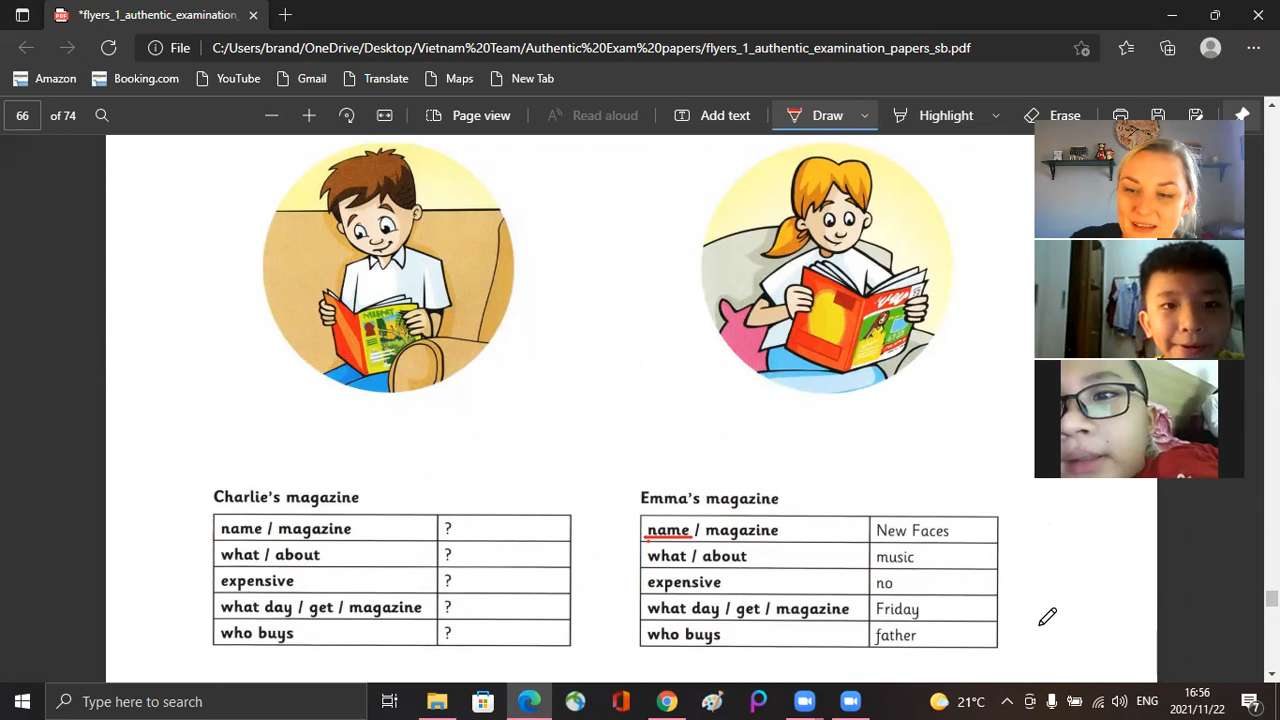 *flyers_1_authentic_examination
File C:/Users/brand/OneDrive/Desktop/Vietnam%20Team/Authentic%20Exam%20papers/flyers_1_authentic_examination_papers_sb.pdf
Amazon Booking.com YouTube Gmail Translate Maps New Tab
66 of 74 Page view Read aloud Add text Draw Highlight Erase
Charlie's magazine
name / magazine ?
what / about ?
expensive ?
what day / get / magazine ?
who buys ?
Emma's magazine
name / magazine New Faces
what / about music
expensive no
what day / get / magazine Friday
who buys father
Type here to search 21°C ENG 16:56
2021/11/22 7